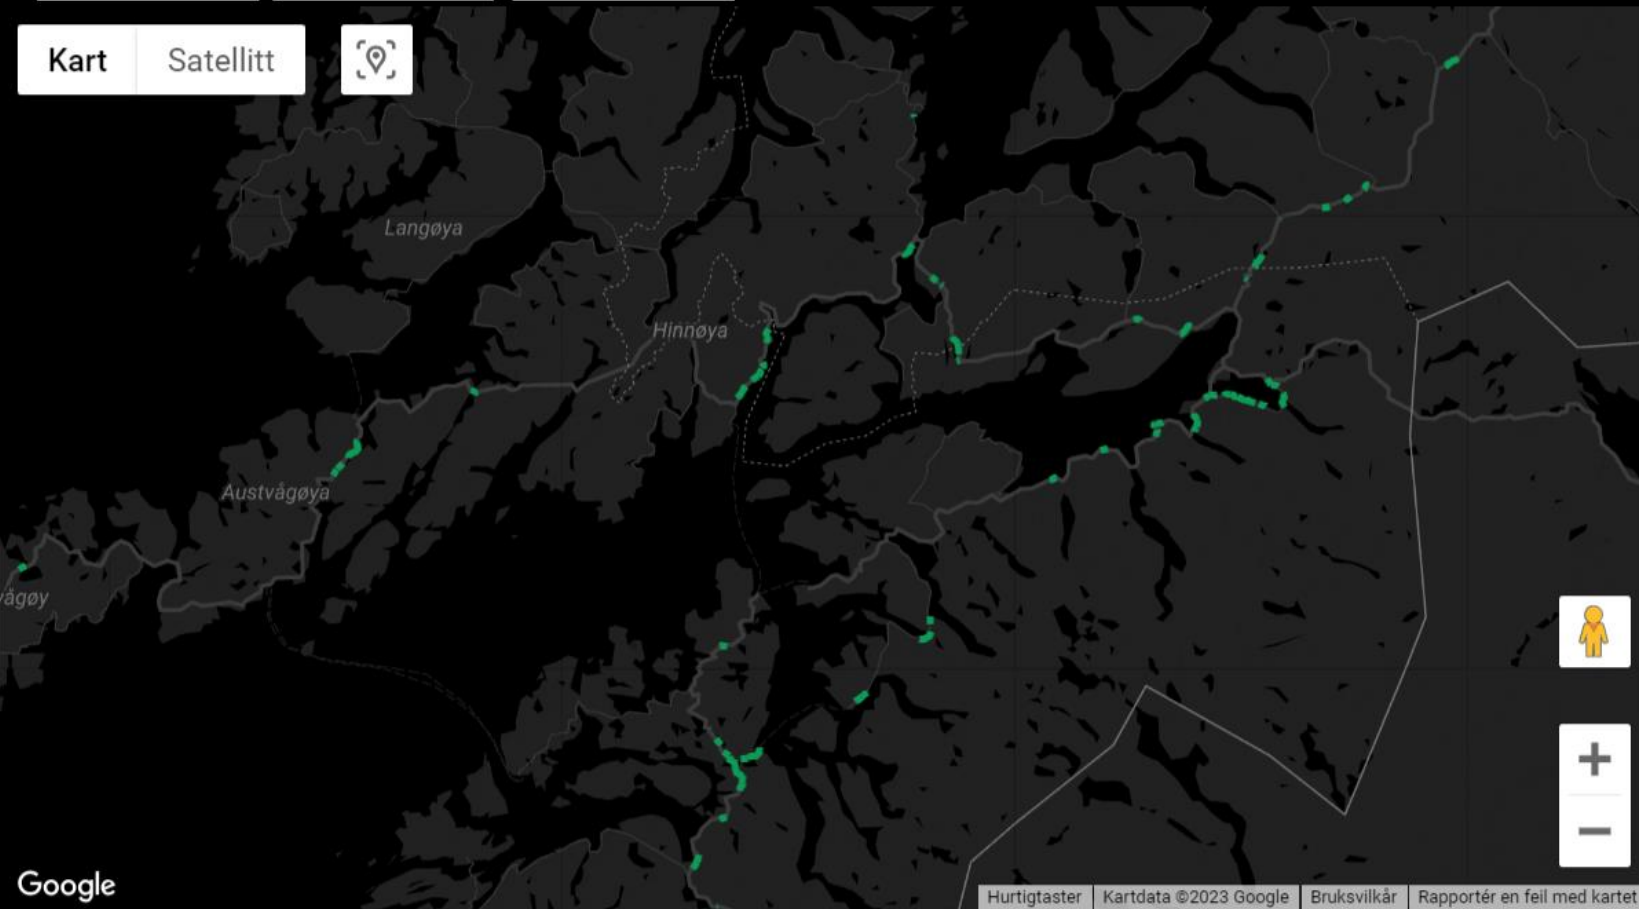 Kart
Satellitt
Langøya
Hinnøya
Austvågøya
vågøy
Google
Hurtigtaster
Kartdata ©2023 Google
Bruksvilkår
Rapportér en feil med kartet